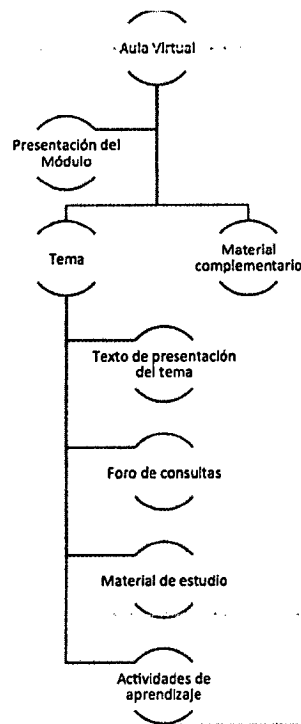 Aula Virtual
Presentación del
Módulo
Tema
Material
complementario
Texto de presentación
del tema
Foro de consultas
Material de estudio
Actividades de
aprendizaje